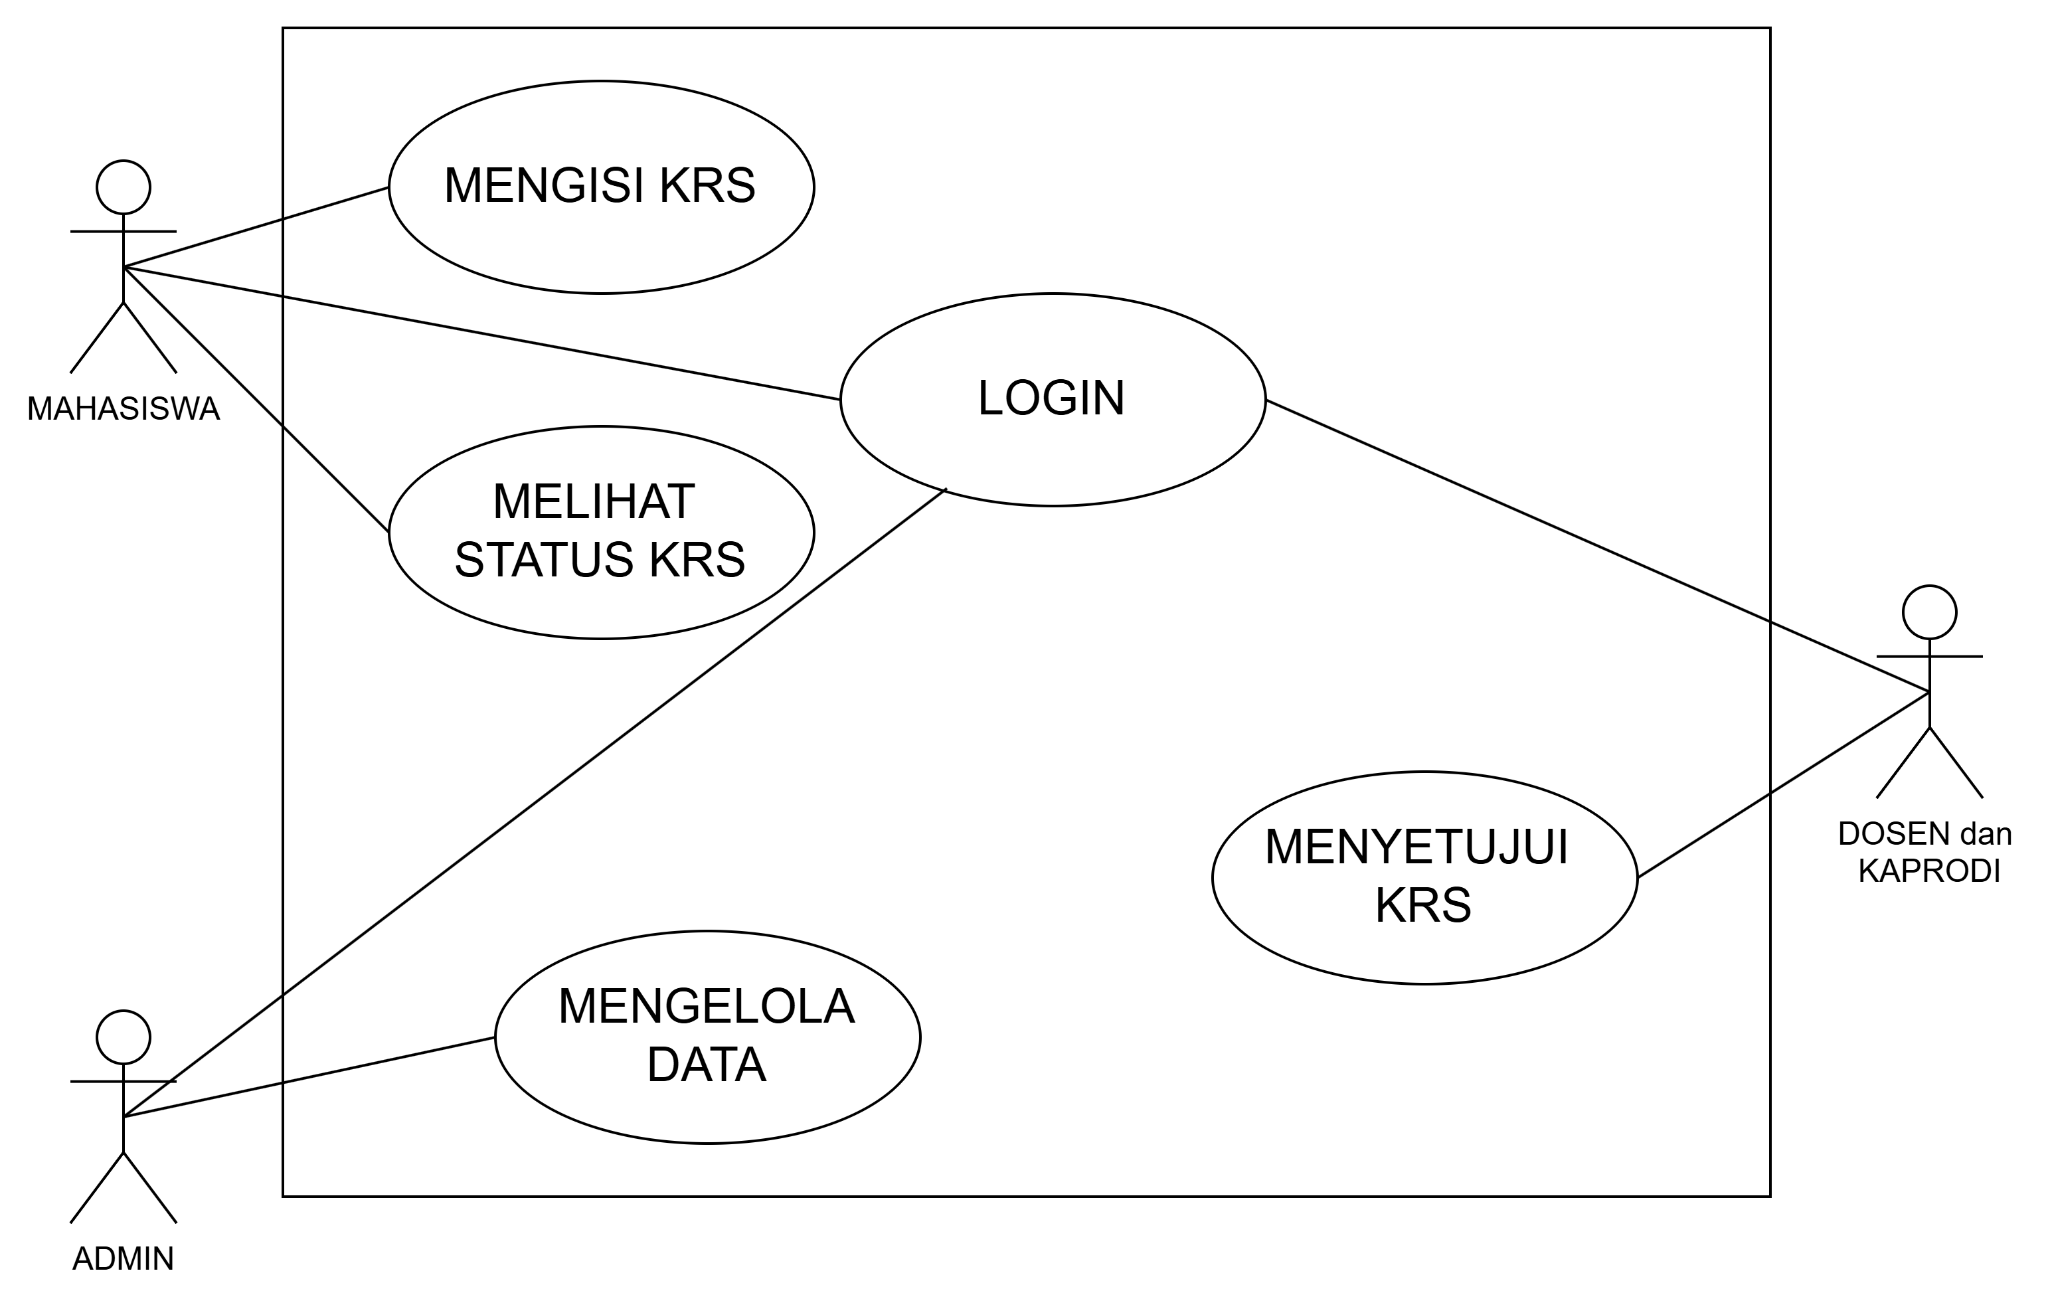 MENGISI KRS
MAHASISWA
LOGIN
MELIHAT
STATUS KRS
DOSEN dan
KAPRODI
MENYETUJUI
KRS
MENGELOLA
DATA
ADMIN